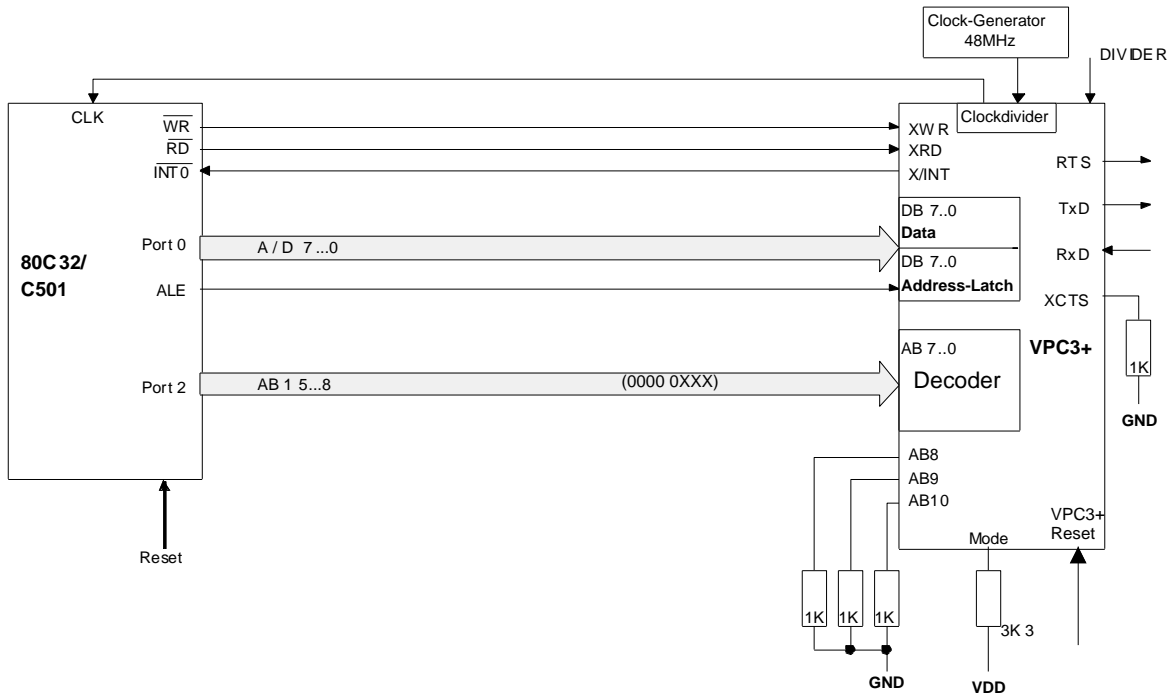 Clock-Generator
48MHz
DIVIDER
CLK
Clockdivider
WR
XWR
RD
XRD
INT0
X/INT
RTS
DB 7..0
TxD
Data
Port 0
A / D 7 ...0
RxD
DB 7..0
80C32/
C501
ALE
Address-Latch
XCTS
AB 7..0
VPC3+
1K
Port 2
AB 1 5...8
(0000 0XXX)
Decoder
GND
AB8
AB9
AB10
VPC3+
Reset
Mode
Reset
1K
1K
1K
3K 3
GND
VDD